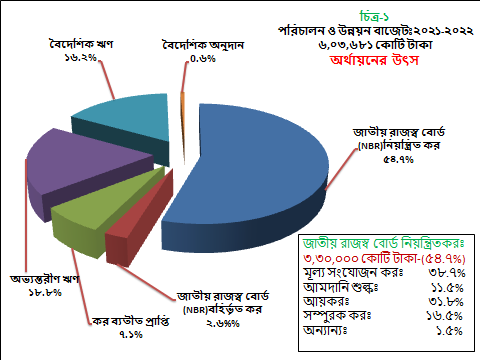 চিত্র-১
পরিচালন ও উন্নয়ন বাজেটঃ২০২১-২০২২
৬,০৩,৬৮১ কোটি টাকা
অর্থায়নের উৎস
বৈদেশিক ঋণ
১৬.২%
বৈদেশিক অনুদান
০.৬%
জাতীয় রাজস্ব বোর্ড
(NBR)নিয়ন্ত্রিত কর
৫৪.৭%
অভ্যন্তরীণ ঋণ
১৮.৮%
কর ব্যতীত প্রাপ্তি
৭.১%
জাতীয় রাজস্ব বোর্ড
(NBR)বহির্ভূত কর
২.৬%%
জাতীয় রাজস্ব বোর্ড নিয়ন্ত্রিতকরঃ
৩,৩০,০০০ কোটি টাকা-(৫৪.৭%)
মূল্য সংযোজন করঃ ৩৮.৭%
আমদানি শুল্কঃ ১১.৫%
আয়করঃ ৩১.৮%
সম্পুরক করঃ ১৬.৫%
অন্যান্যঃ ১.৫%